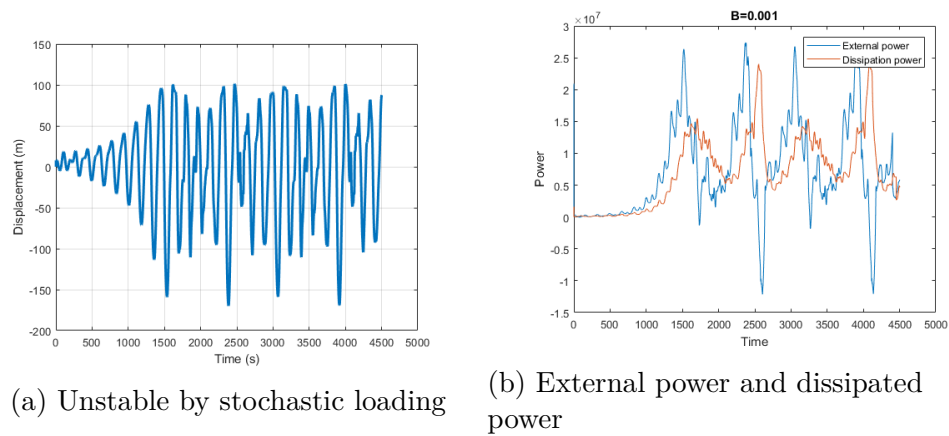 150
100
50
0
-50
-100
-150
-200
Displacement (m)
0 500 1000 1500 2000 2500 3000 3500 4000 4500 5000
Time (s)
(a) Unstable by stochastic loading
×10⁷
B=0.001
3
2.5
2
1.5
1
0.5
0
-0.5
-1
-1.5
Power
External power
Dissipation power
0 500 1000 1500 2000 2500 3000 3500 4000 4500 5000
Time
(b) External power and dissipated
power